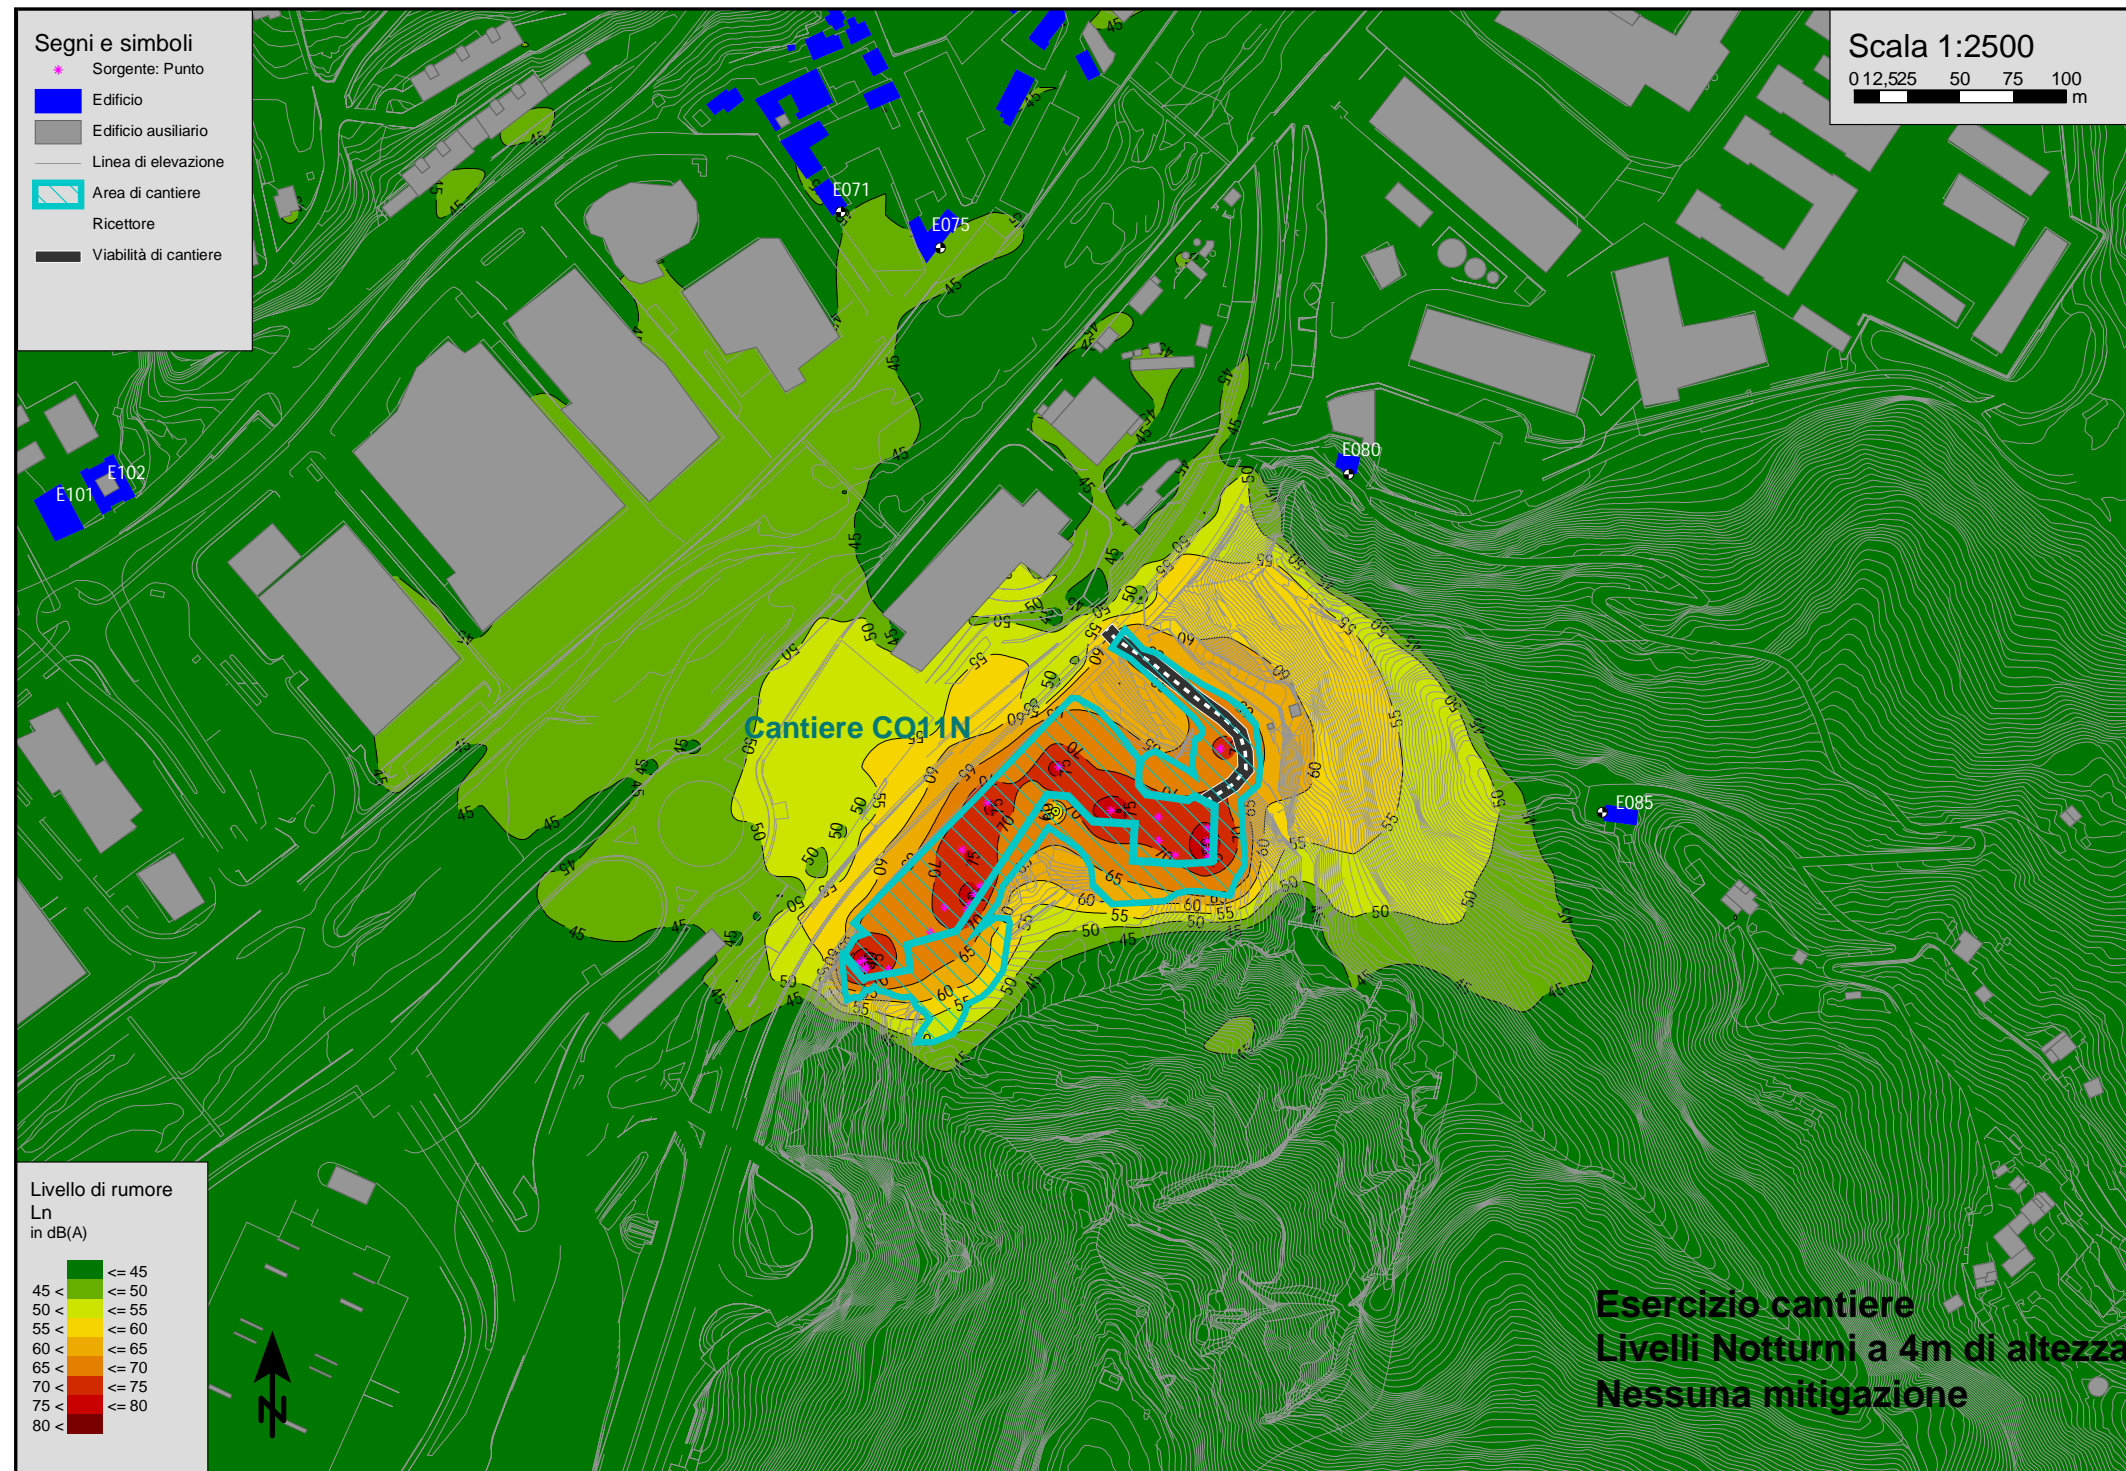 Segni e simboli
Sorgente: Punto
Edificio
Edificio ausiliario
Linea di elevazione
Area di cantiere
Ricettore
Viabilità di cantiere
Scala 1:2500
0 12,525 50 75 100
m
E071
E075
E080
E102
E101
E085
Cantiere CO11N
Livello di rumore
Ln
in dB(A)
<= 45
45 < <= 50
50 < <= 55
55 < <= 60
60 < <= 65
65 < <= 70
70 < <= 75
75 < <= 80
80 <
N
Esercizio cantiere
Livelli Notturni a 4m di altezza
Nessuna mitigazione